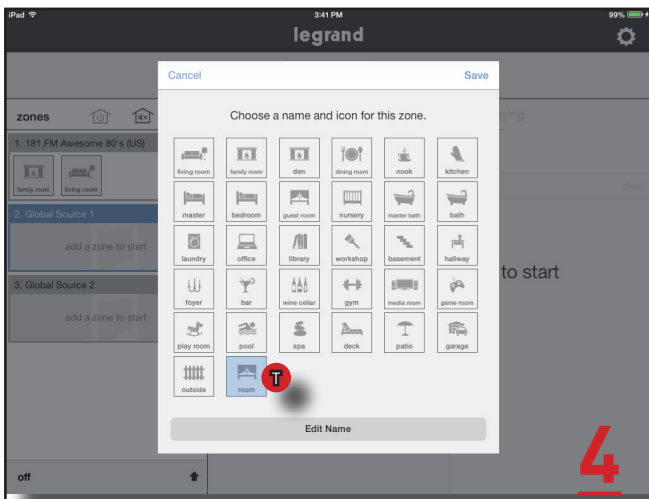 iPad 3:41 PM 99%
legrand
Cancel Save
zones
Choose a name and icon for this zone.
1. 181.FM Awesome 80's (US)
family room living room
2. Global Source 1
add a zone to start
3. Global Source 2
add a zone to start
living room family room den dining room nook kitchen
master bedroom guest room nursery master bath bath
laundry office library workshop basement hallway
foyer bar wine cellar gym media room game room
play room pool spa deck patio garage
outside room T
to start
Edit Name
4
off